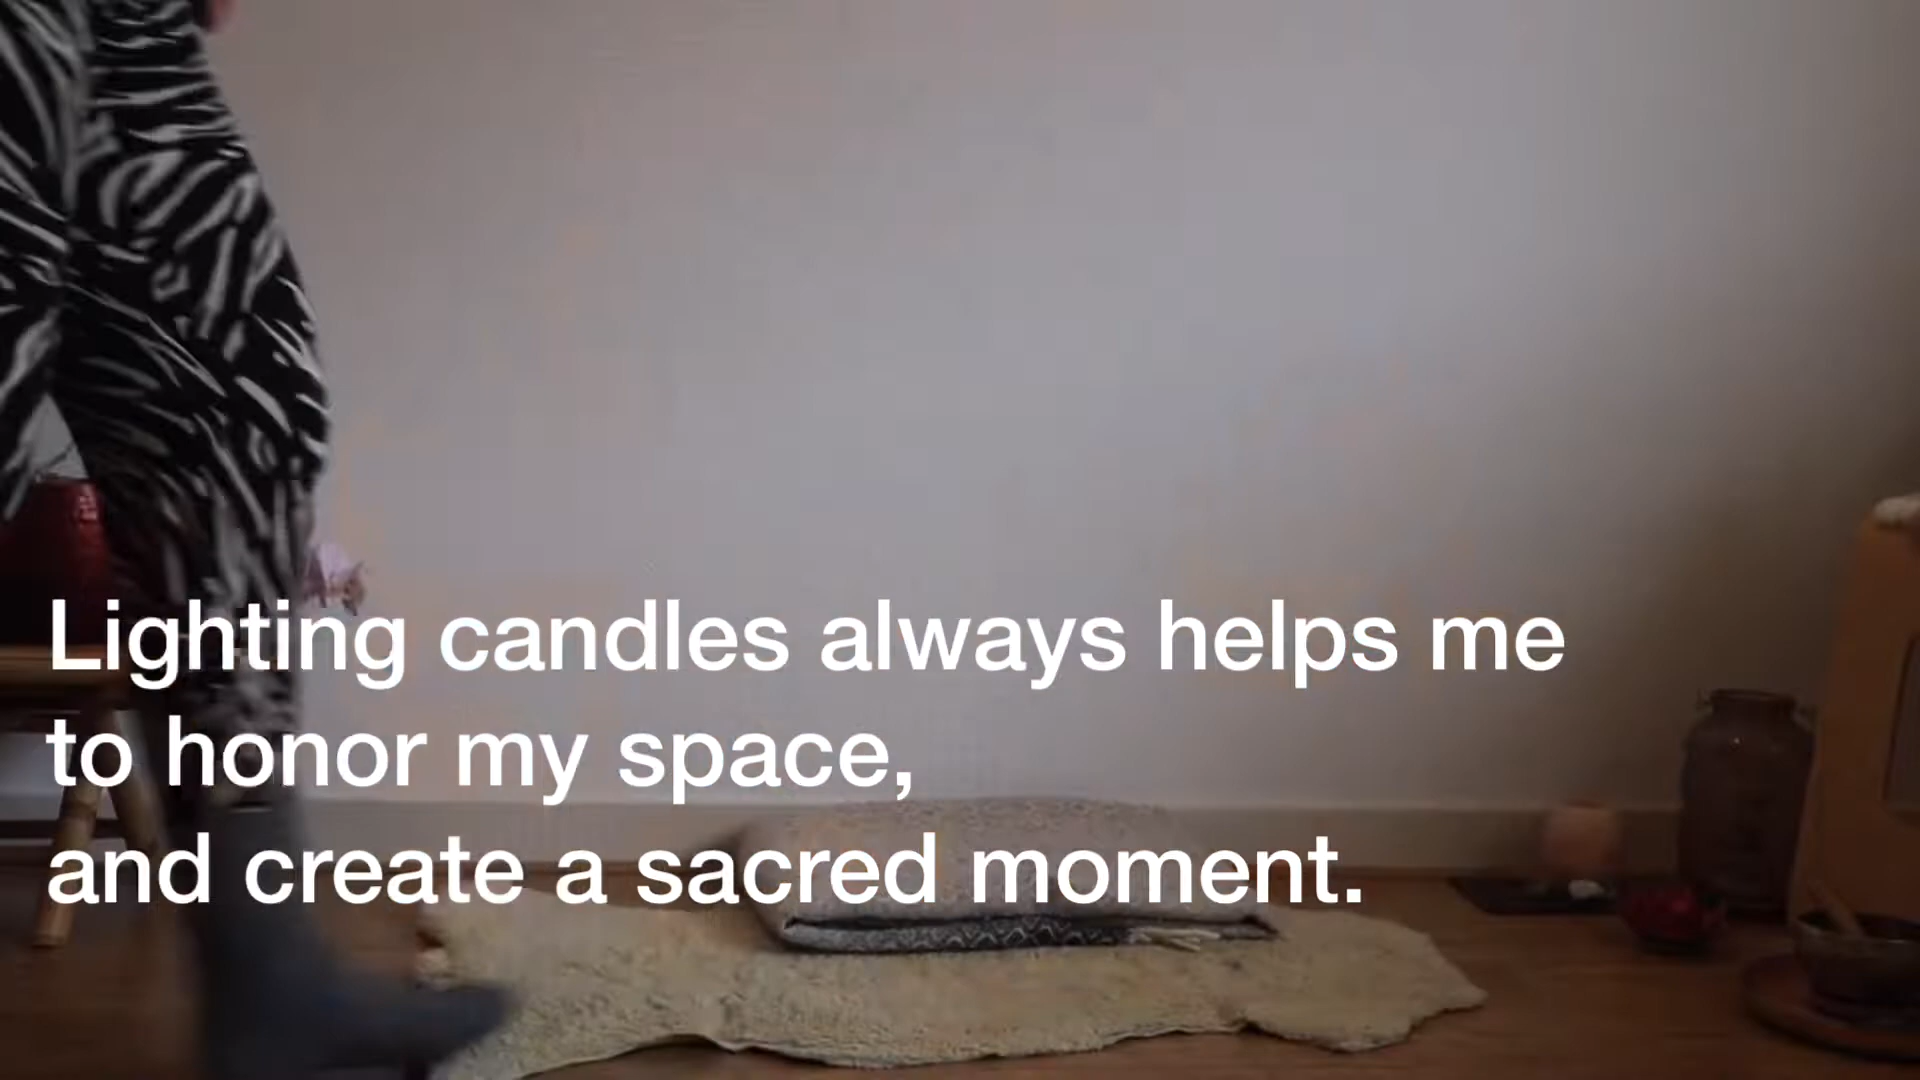 Lighting candles always helps me
to honor my space,
and create a sacred moment.